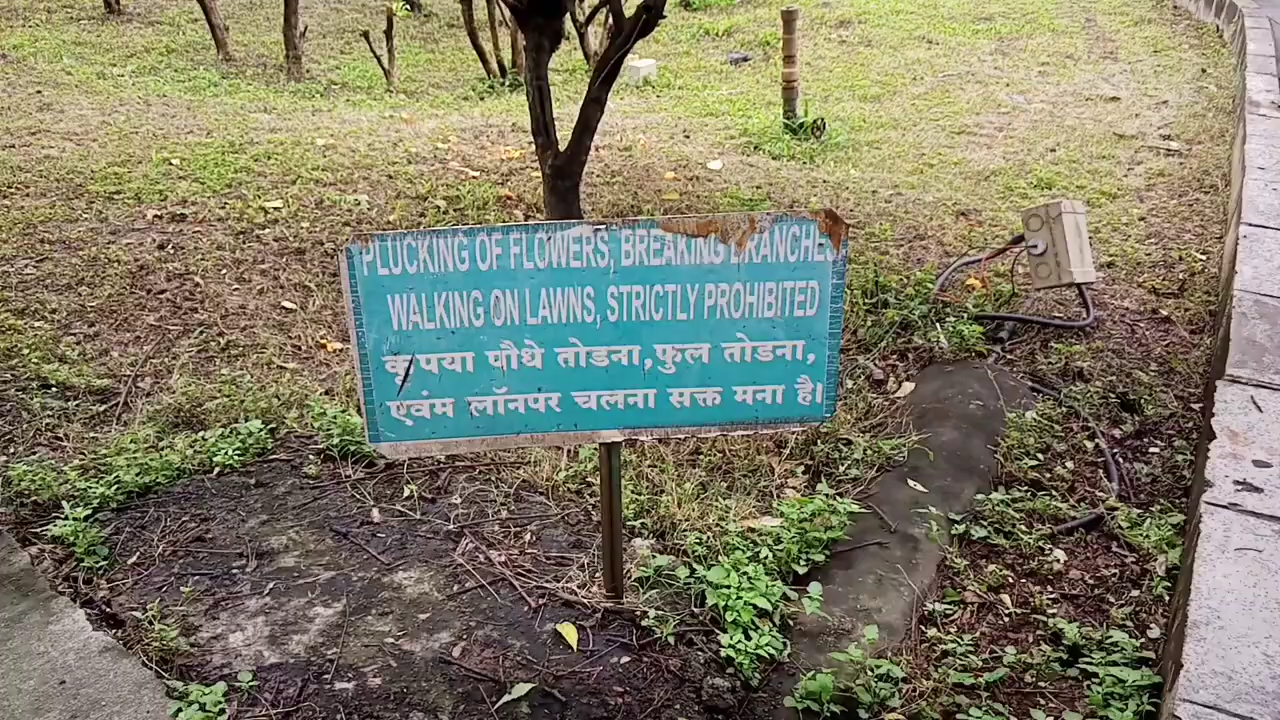 PLUCKING OF FLOWERS, BREAKING BRANCHES
WALKING ON LAWNS, STRICTLY PROHIBITED
कृपया पौधे तोडना,फुल तोडना,
एवंम लॉनपर चलना सक्त मना है।